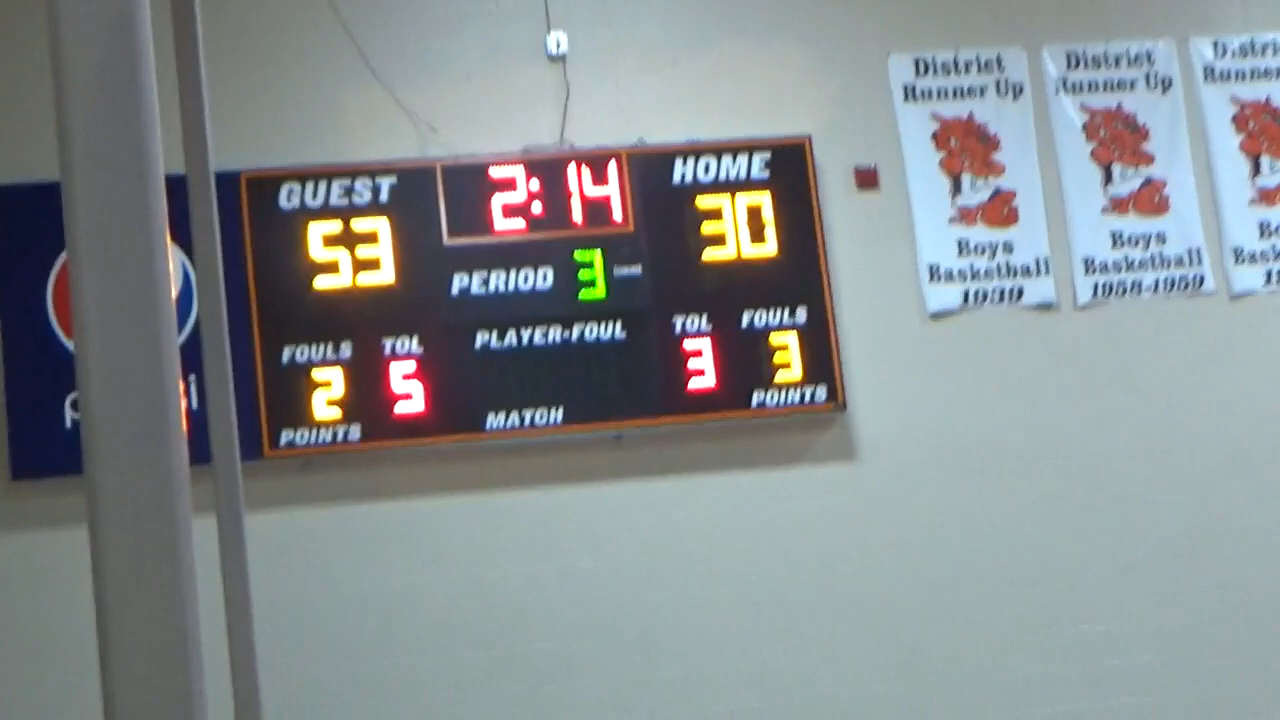 GUEST
53
2:14
HOME
30
PERIOD 3
FOULS
2
POINTS
TOL
5
PLAYER-FOUL
MATCH
TOL
3
FOULS
3
POINTS
District
Runner Up
Boys
Basketball
1939
District
Runner Up
Boys
Basketball
1958-1959